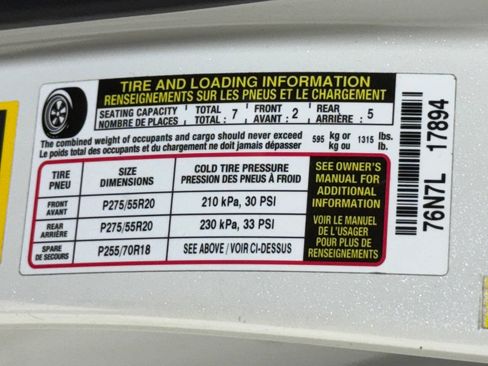 TIRE AND LOADING INFORMATION
RENSEIGNEMENTS SUR LES PNEUS ET LE CHARGEMENT
SEATING CAPACITY TOTAL 7 FRONT 2 REAR 5
NOMBRE DE PLACES TOTAL : 7 AVANT : 2 ARRIÈRE : 5
The combined weight of occupants and cargo should never exceed 595 kg or 1315 lbs.
Le poids total des occupants et du chargement ne doit jamais dépasser kg ou lb.
TIRE SIZE COLD TIRE PRESSURE
PNEU DIMENSIONS PRESSION DES PNEUS À FROID
FRONT
AVANT P275/55R20 210 kPa, 30 PSI
REAR
ARRIÈRE P275/55R20 230 kPa, 33 PSI
SPARE
DE SECOURS P255/70R18 SEE ABOVE / VOIR CI-DESSUS
SEE OWNER'S
MANUAL FOR
ADDITIONAL
INFORMATION
VOIR LE MANUEL
DE L'USAGER
POUR PLUS DE
RENSEIGNEMENTS
76N7L 17894